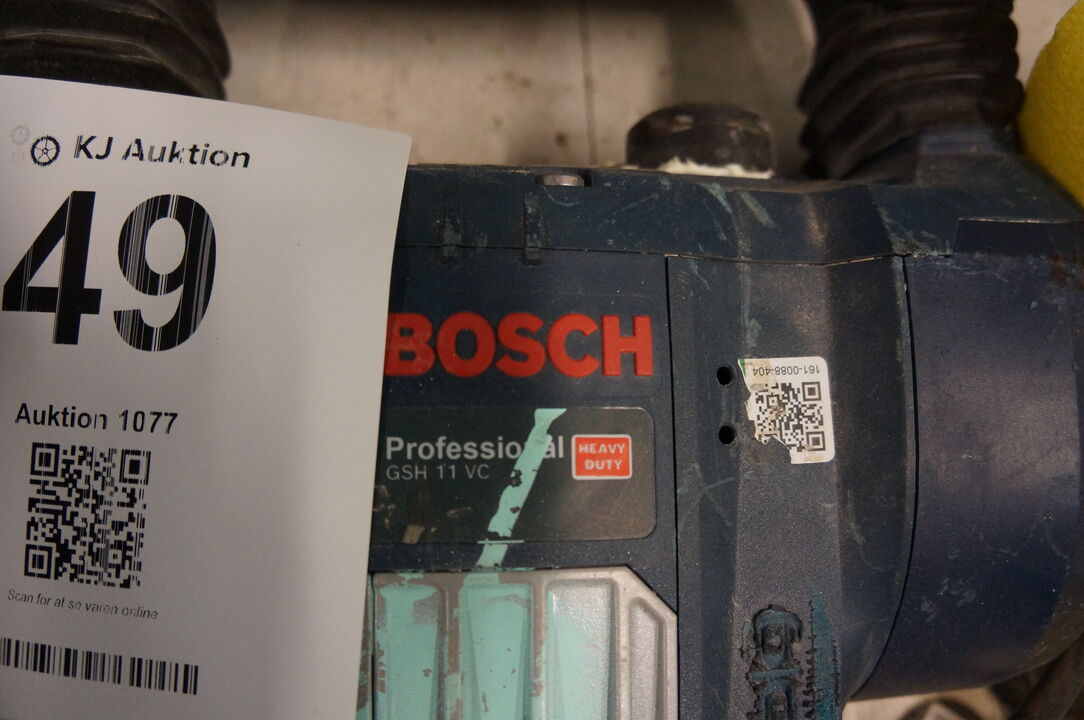 KJ Auktion
49
Auktion 1077
Scan for at se varen online
BOSCH
Professional
GSH 11 VC
HEAVY
DUTY
161-0088-404